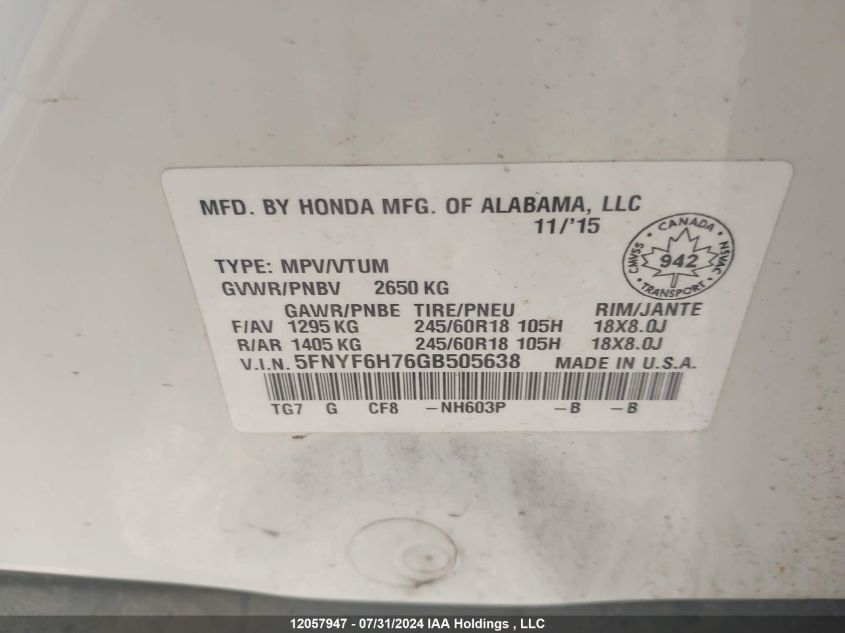 MFD. BY HONDA MFG. OF ALABAMA, LLC
11/'15
CANADA
CMVSS 942 NSVAC
TRANSPORT
TYPE: MPV/VTUM
GVWR/PNBV 2650 KG
GAWR/PNBE TIRE/PNEU RIM/JANTE
F/AV 1295 KG 245/60R18 105H 18X8.0J
R/AR 1405 KG 245/60R18 105H 18X8.0J
V.I.N. 5FNYF6H76GB505638 MADE IN U.S.A.
TG7 G CF8 -NH603P -B -B
12057947 - 07/31/2024 IAA Holdings , LLC